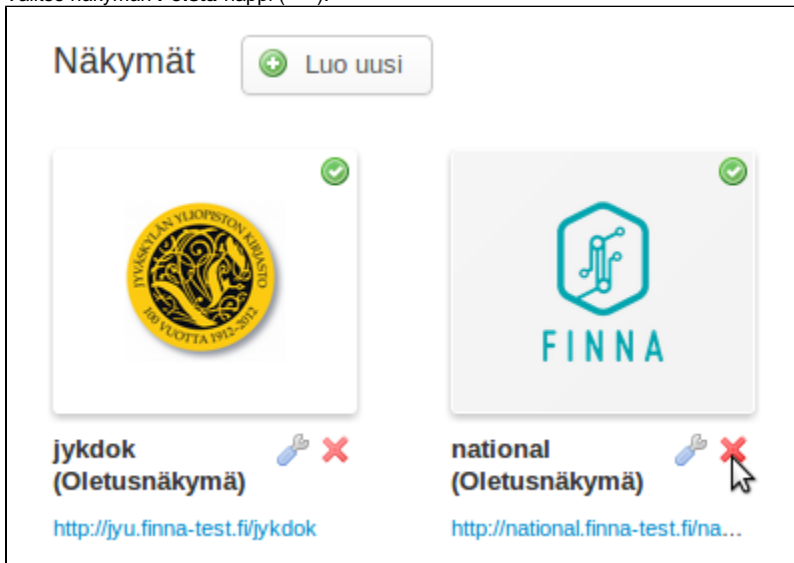 Näkymät
Luo uusi
JYVÄSKYLÄN YLIOPISTON KIRJASTO
100 VUOTTA 1912-2012
FINNA
jykdok
(Oletusnäkymä)
http://jyu.finna-test.fi/jykdok
national
(Oletusnäkymä)
http://national.finna-test.fi/na...